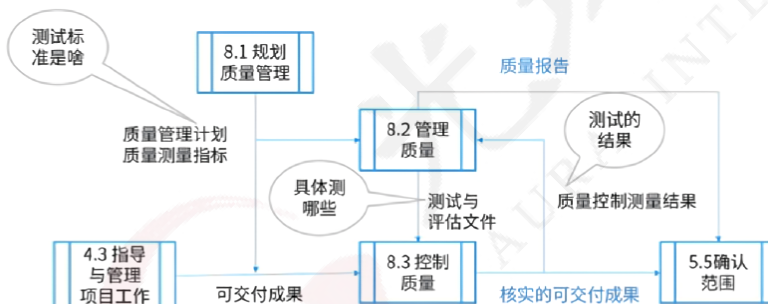 测试标
准是啥
8.1 规划
质量管理
质量报告
质量管理计划
质量测量指标
8.2 管理
质量
测试的
结果
具体测
哪些
测试与
评估文件
质量控制测量结果
4.3 指导
与管理
项目工作
可交付成果
8.3 控制
质量
核实的可交付成果
5.5确认
范围
AURA INTE